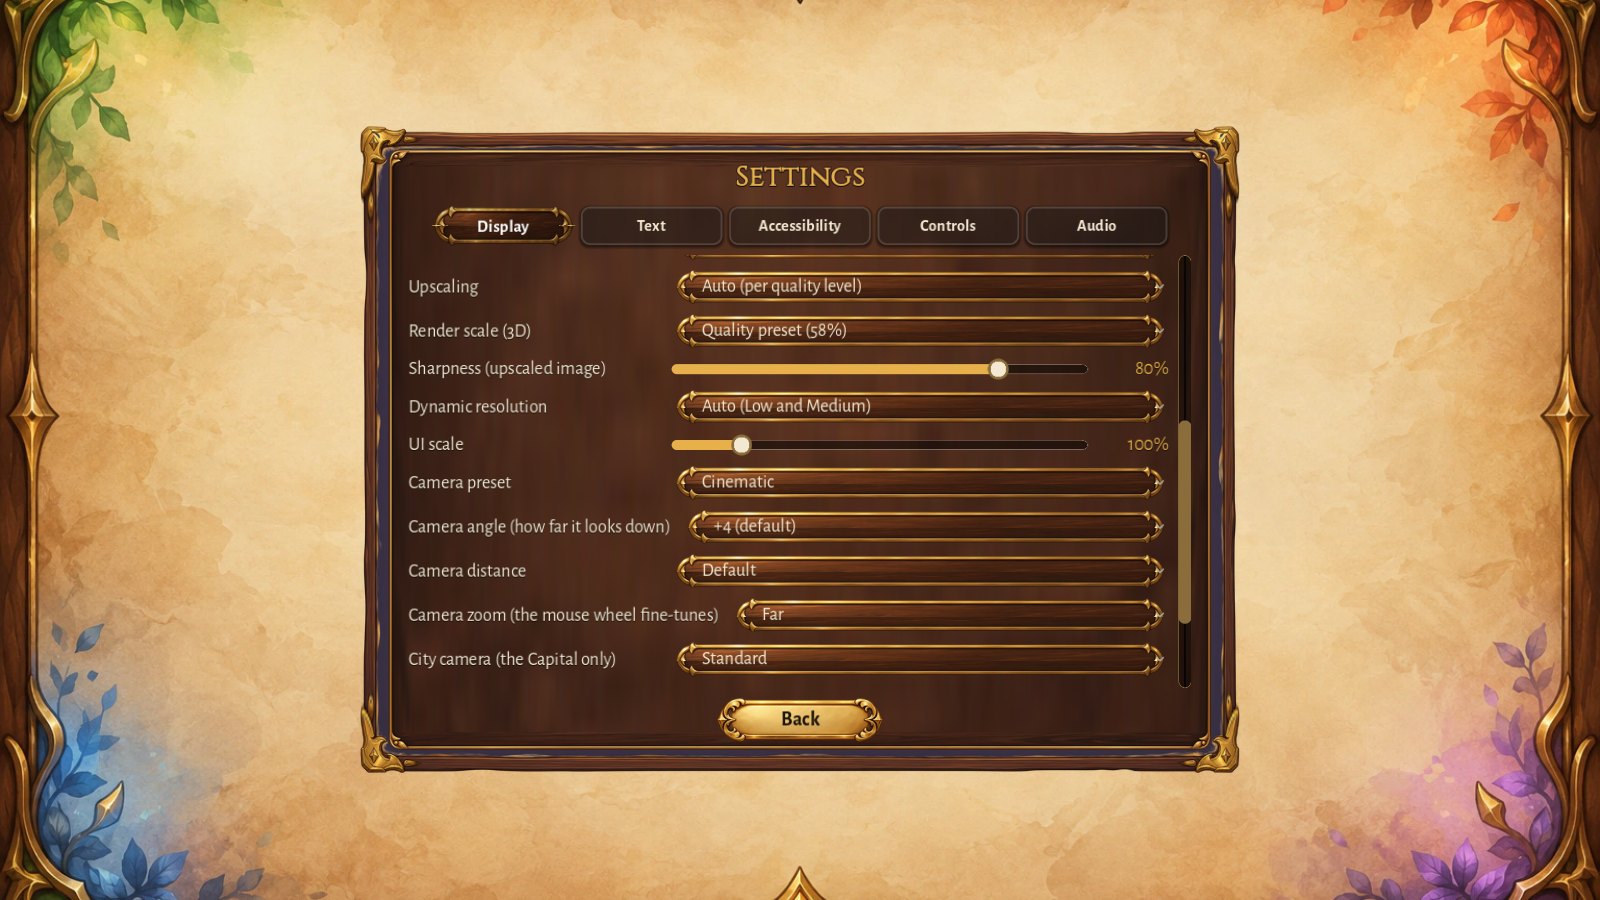 Settings
Display Text Accessibility Controls Audio
Upscaling Auto (per quality level)
Render scale (3D) Quality preset (58%)
Sharpness (upscaled image) 80%
Dynamic resolution Auto (Low and Medium)
UI scale 100%
Camera preset Cinematic
Camera angle (how far it looks down) +4 (default)
Camera distance Default
Camera zoom (the mouse wheel fine-tunes) Far
City camera (the Capital only) Standard
Back